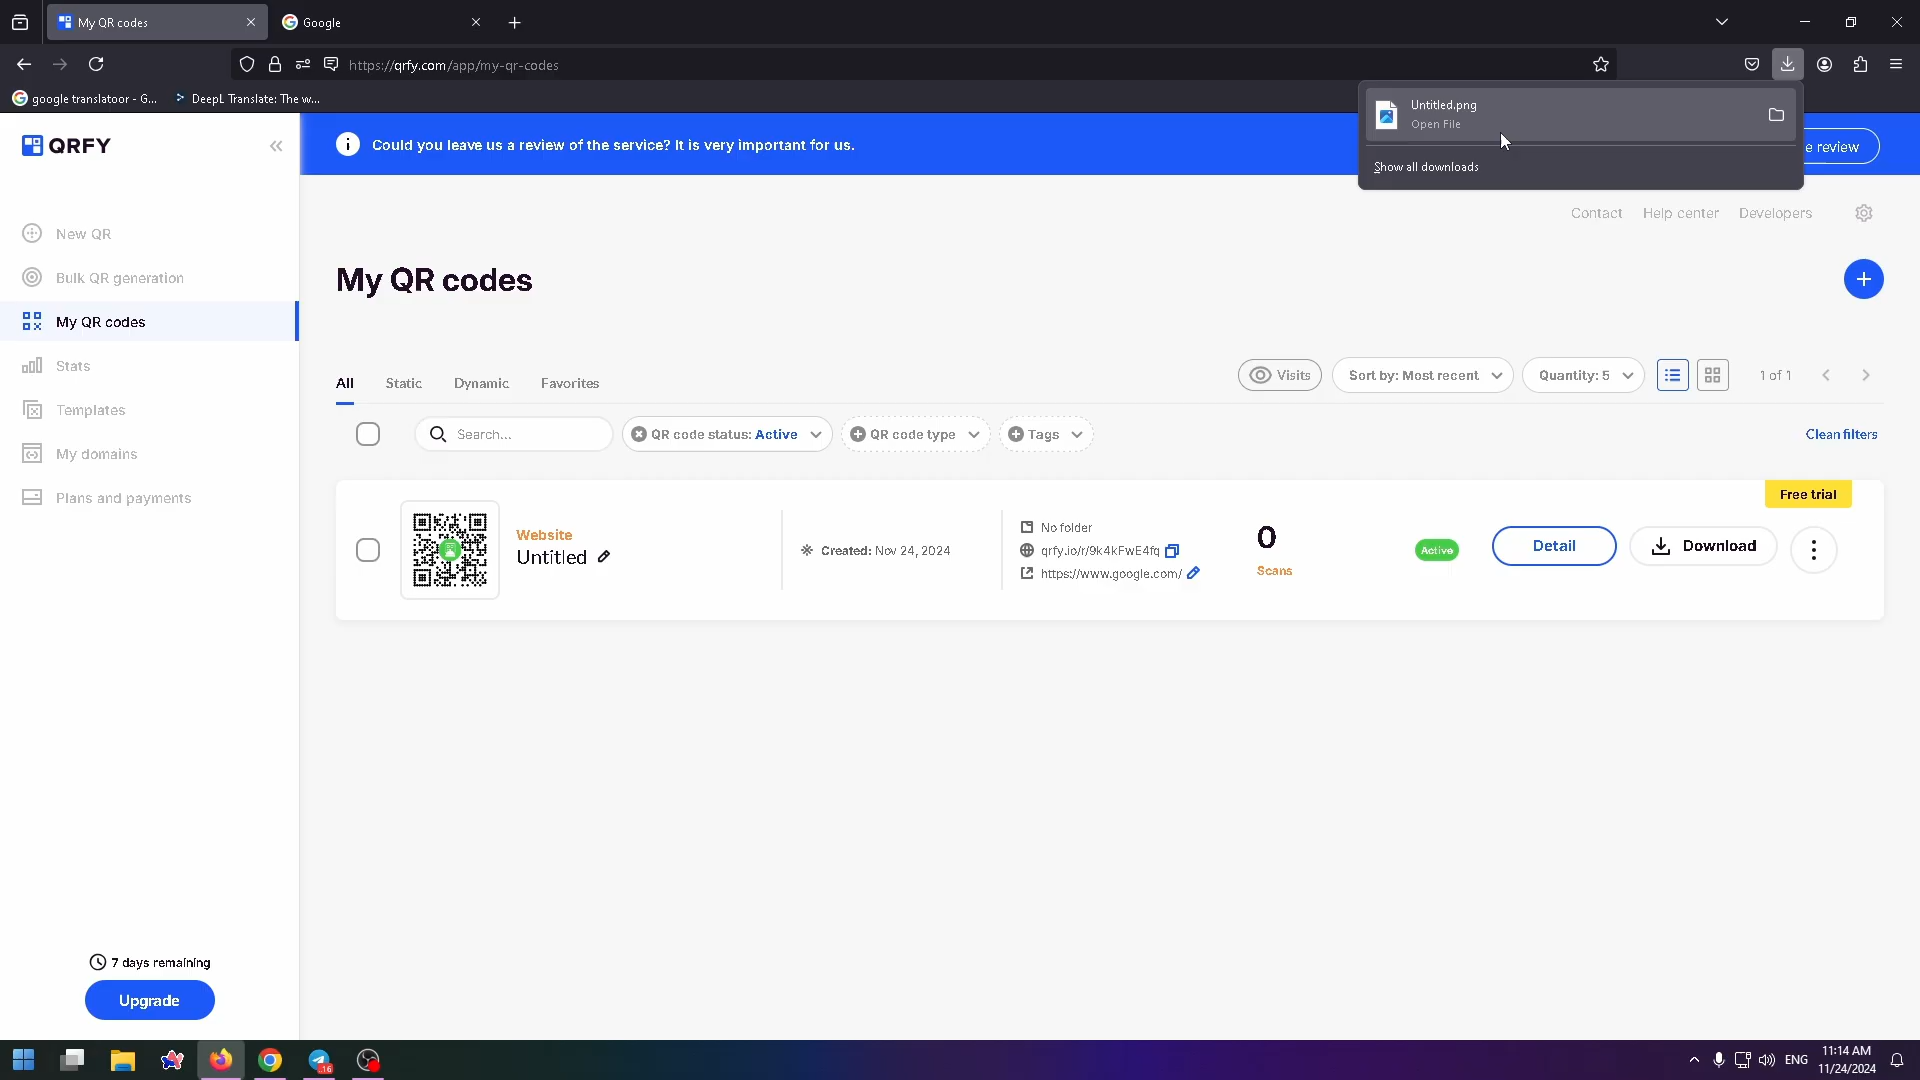 My QR codes
Google
https://qrfy.com/app/my-qr-codes
google translatoor - G...
DeepL Translate: The w...
Untitled.png
Open File
Show all downloads
QRFY
Could you leave us a review of the service? It is very important for us.
e review
Contact
Help center
Developers
New QR
Bulk QR generation
My QR codes
Stats
Templates
My domains
Plans and payments
My QR codes
All
Static
Dynamic
Favorites
Visits
Sort by: Most recent
Quantity: 5
1 of 1
Search...
QR code status: Active
QR code type
Tags
Clean filters
Free trial
Website
Untitled
Created: Nov 24, 2024
No folder
qrfy.io/r/9k4kFwE4fq
https://www.google.com/
0
Scans
Active
Detail
Download
7 days remaining
Upgrade
16
ENG
11:14 AM
11/24/2024